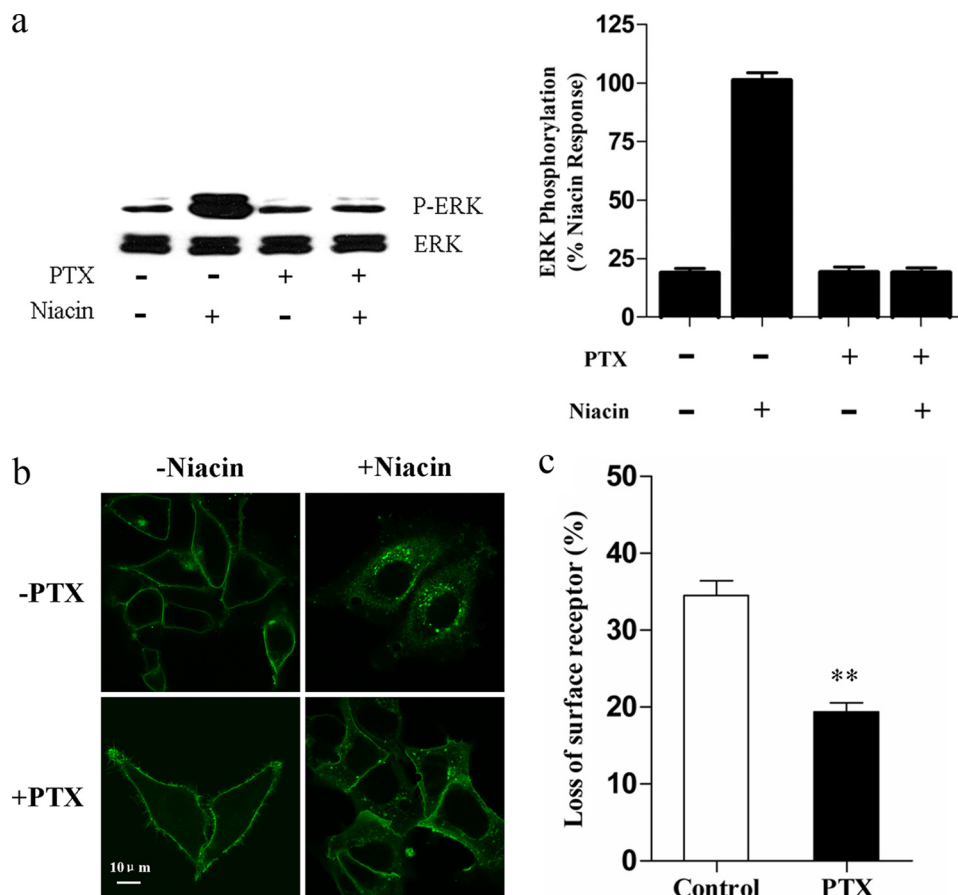 a
P-ERK
ERK
PTX - - + +
Niacin - + - +
ERK Phosphorylation
(% Niacin Response)
125
100
75
50
25
0
PTX - - + +
Niacin - + - +
b
-Niacin +Niacin
-PTX
+PTX
10 μm
c
Loss of surface receptor (%)
50
40
30
20
10
0
**
Control PTX